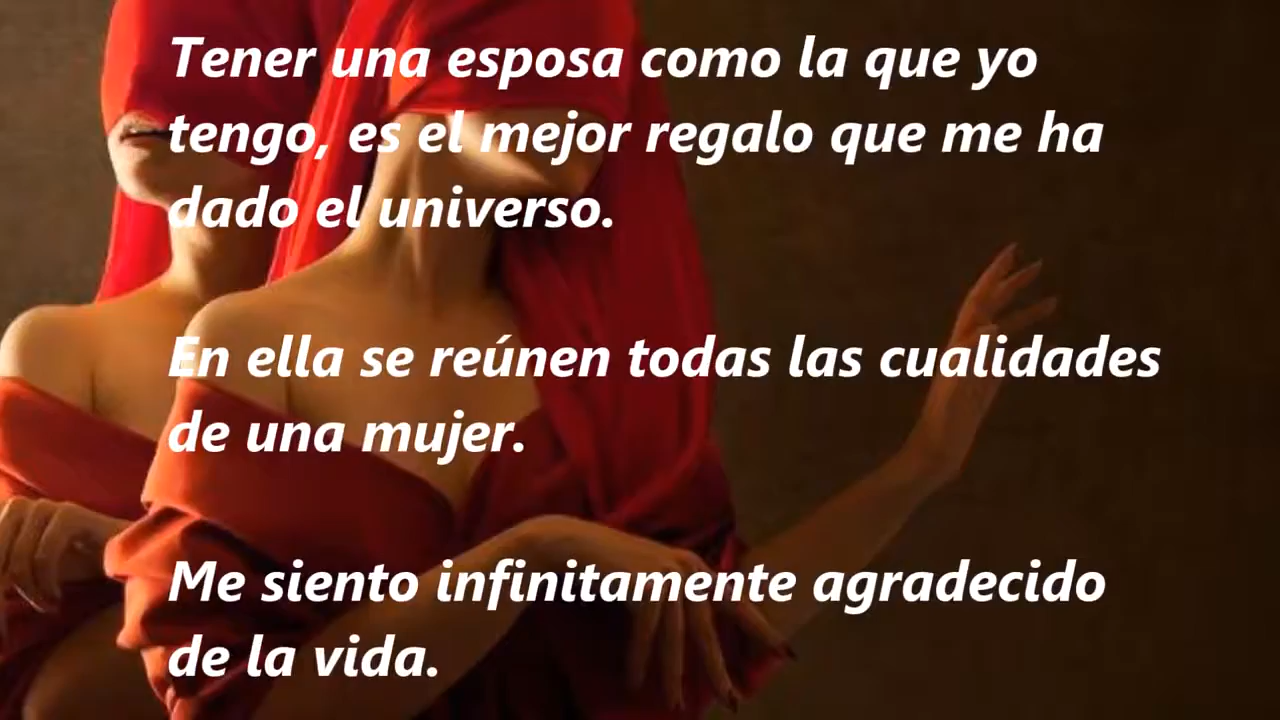 Tener una esposa como la que yo
tengo, es el mejor regalo que me ha
dado el universo.
En ella se reúnen todas las cualidades
de una mujer.
Me siento infinitamente agradecido
de la vida.